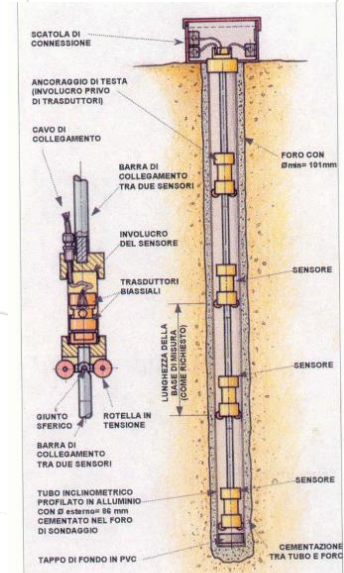 SCATOLA DI
CONNESSIONE
ANCORAGGIO DI TESTA
(INVOLUCRO PRIVO
DI TRASDUTTORI)
CAVO DI
COLLEGAMENTO
BARRA DI
COLLEGAMENTO
TRA DUE SENSORI
FORO CON
Ømin= 101mm
INVOLUCRO
DEL SENSORE
TRASDUTTORI
BIASSIALI
SENSORE
LUNGHEZZA DELLA
BASE DI MISURA
(COME RICHIESTO)
SENSORE
GIUNTO
SFERICO
ROTELLA IN
TENSIONE
BARRA DI
COLLEGAMENTO
TRA DUE SENSORI
SENSORE
TUBO INCLINOMETRICO
PROFILATO IN ALLUMINIO
CON Ø esterno= 86 mm
CEMENTATO NEL FORO
DI SONDAGGIO
TAPPO DI FONDO IN PVC
CEMENTAZIONE
TRA TUBO E FORO